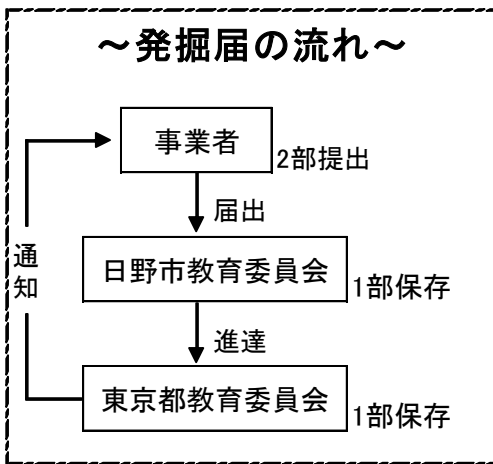 ～発掘届の流れ～
事業者
2部提出
届出
通知
日野市教育委員会
1部保存
進達
東京都教育委員会
1部保存